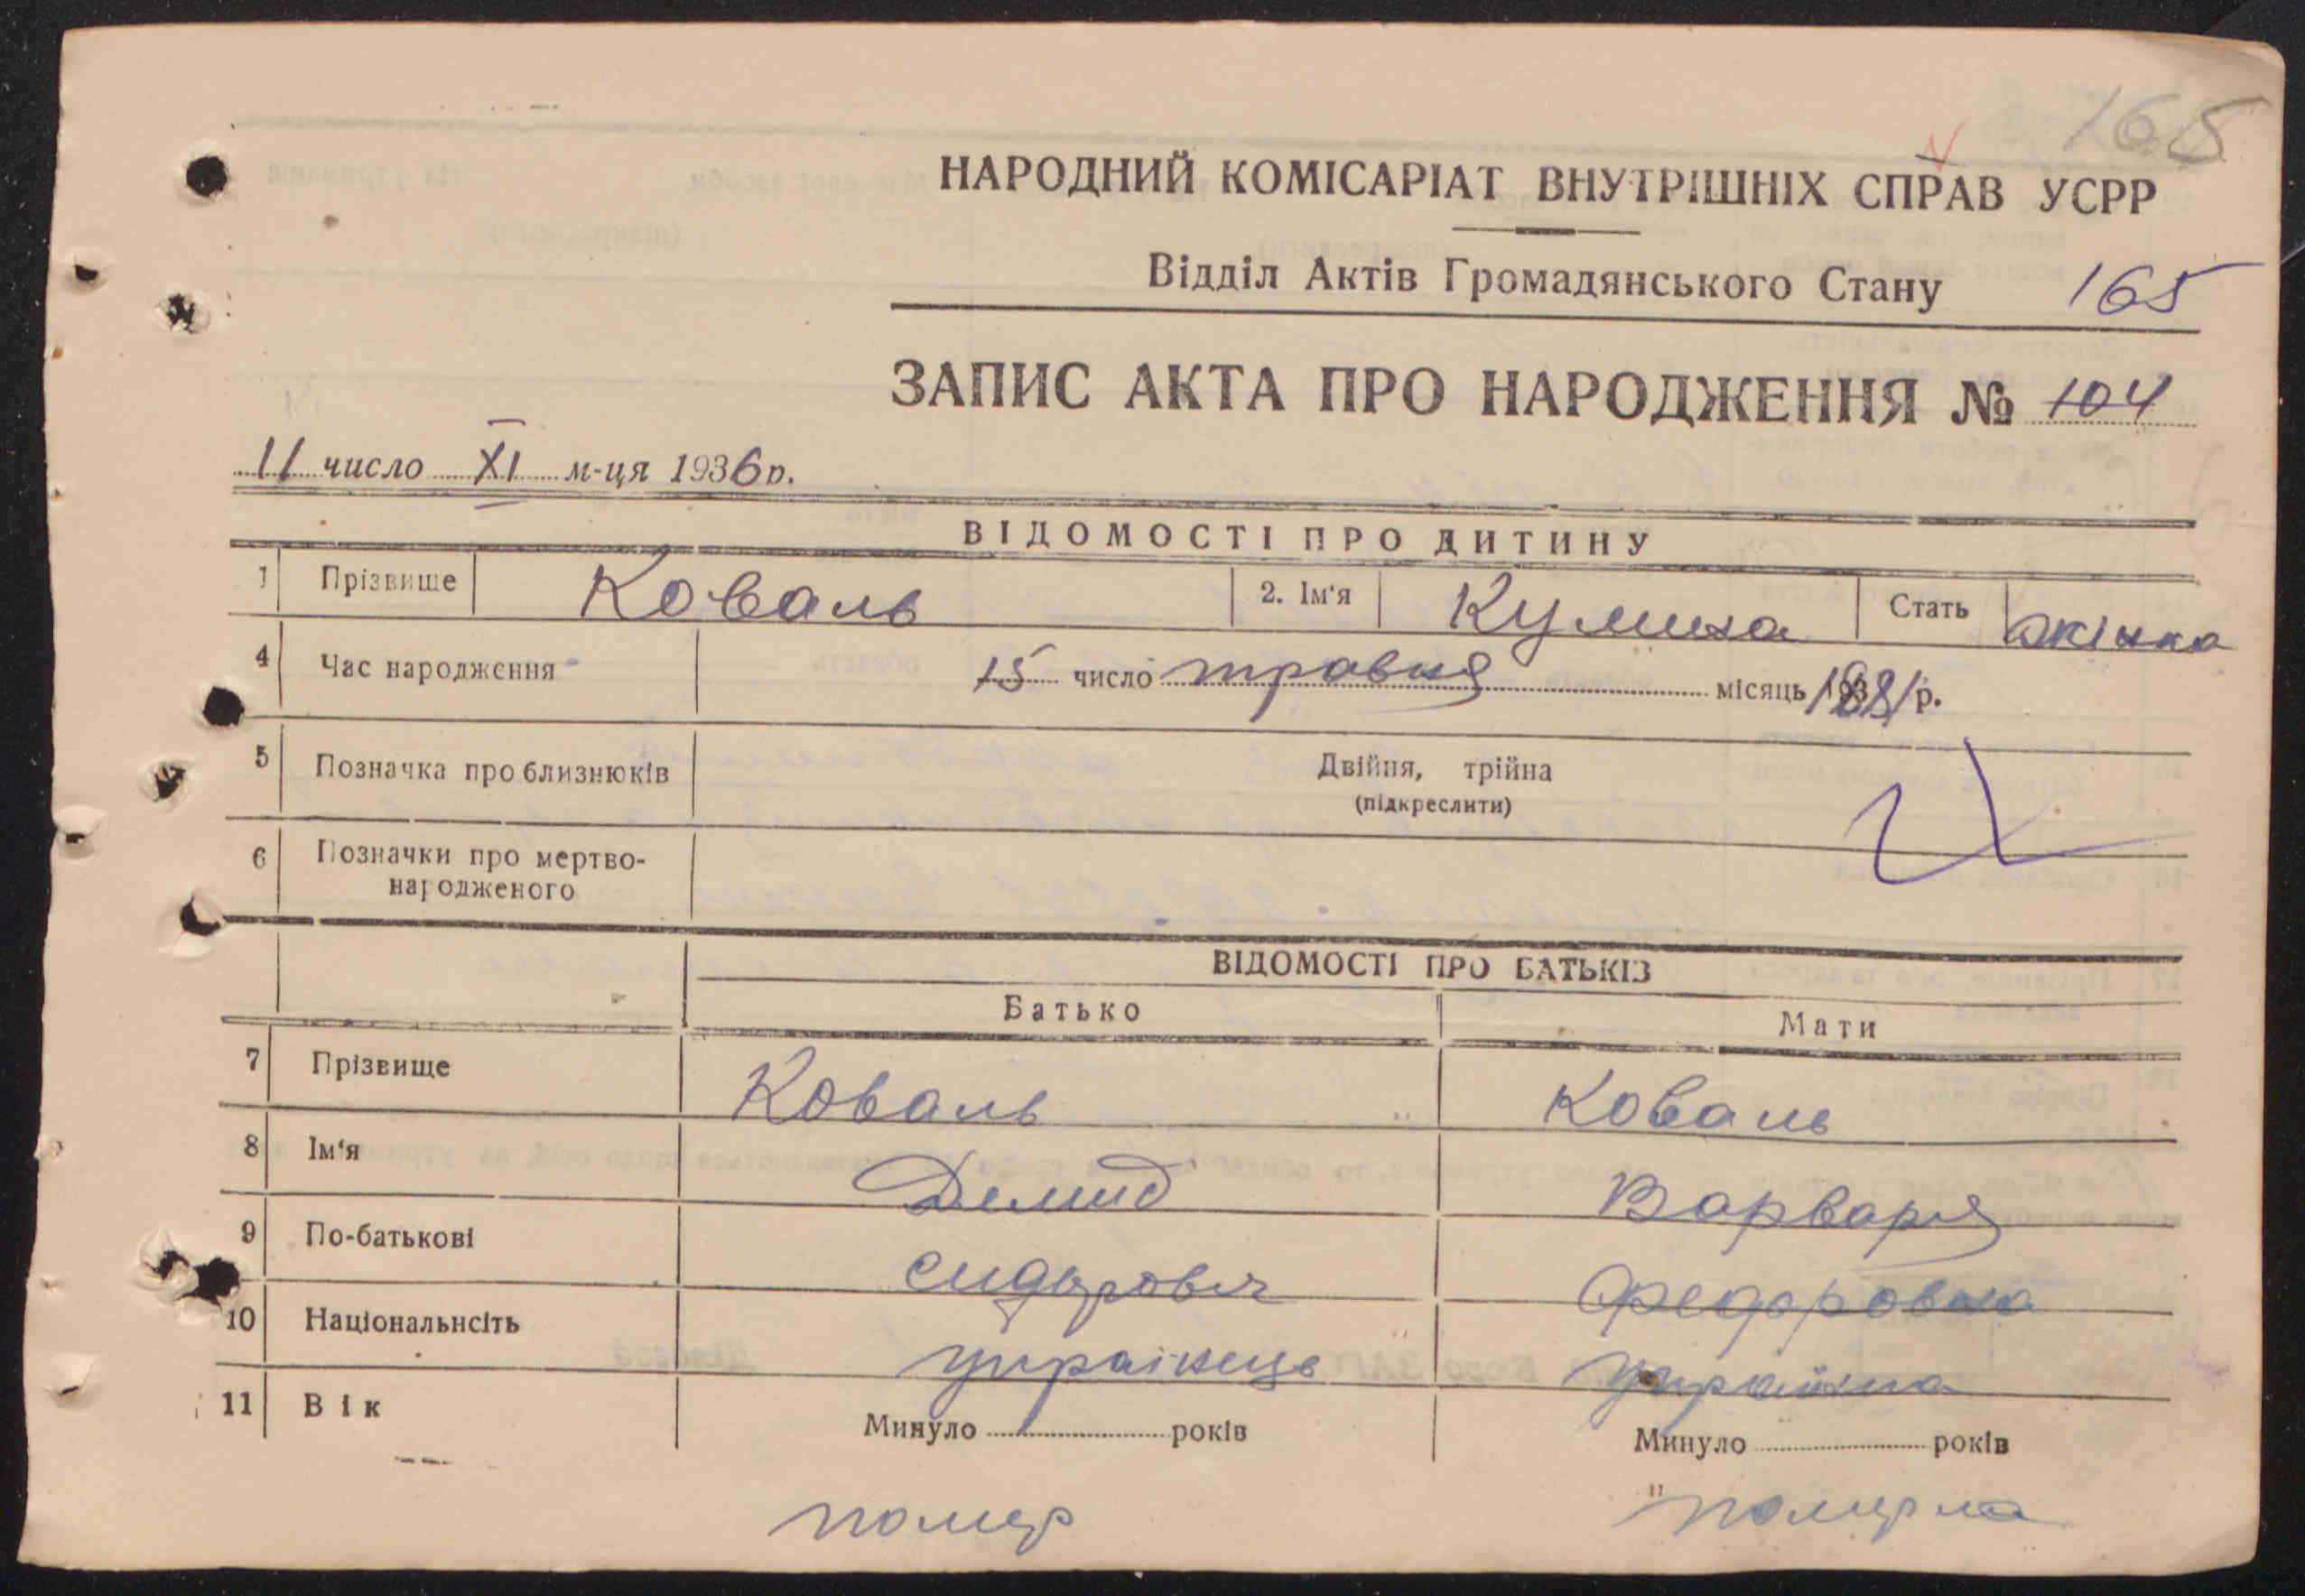 165
НАРОДНИЙ КОМІСАРІАТ ВНУТРІШНІХ СПРАВ УСРР
Відділ Актів Громадянського Стану 165
ЗАПИС АКТА ПРО НАРОДЖЕННЯ № 104
11 число XI м-ця 1936 р.
ВІДОМОСТІ ПРО ДИТИНУ
1 Прізвище Коваль 2. Ім'я Кулина Стать жінка
4 Час народження 15 число травня місяць 1881 р.
5 Позначка про близнюків Двійня, трійна
(підкреслити)
6 Позначки про мертво-
народженого
ВІДОМОСТІ ПРО БАТЬКІВ
Батько Мати
7 Прізвище Коваль Коваль
8 Ім'я Демид Варваря
9 По-батькові Сидорович Федоровна
10 Національнсіть українець українка
11 Вік Минуло років Минуло років
помер померла